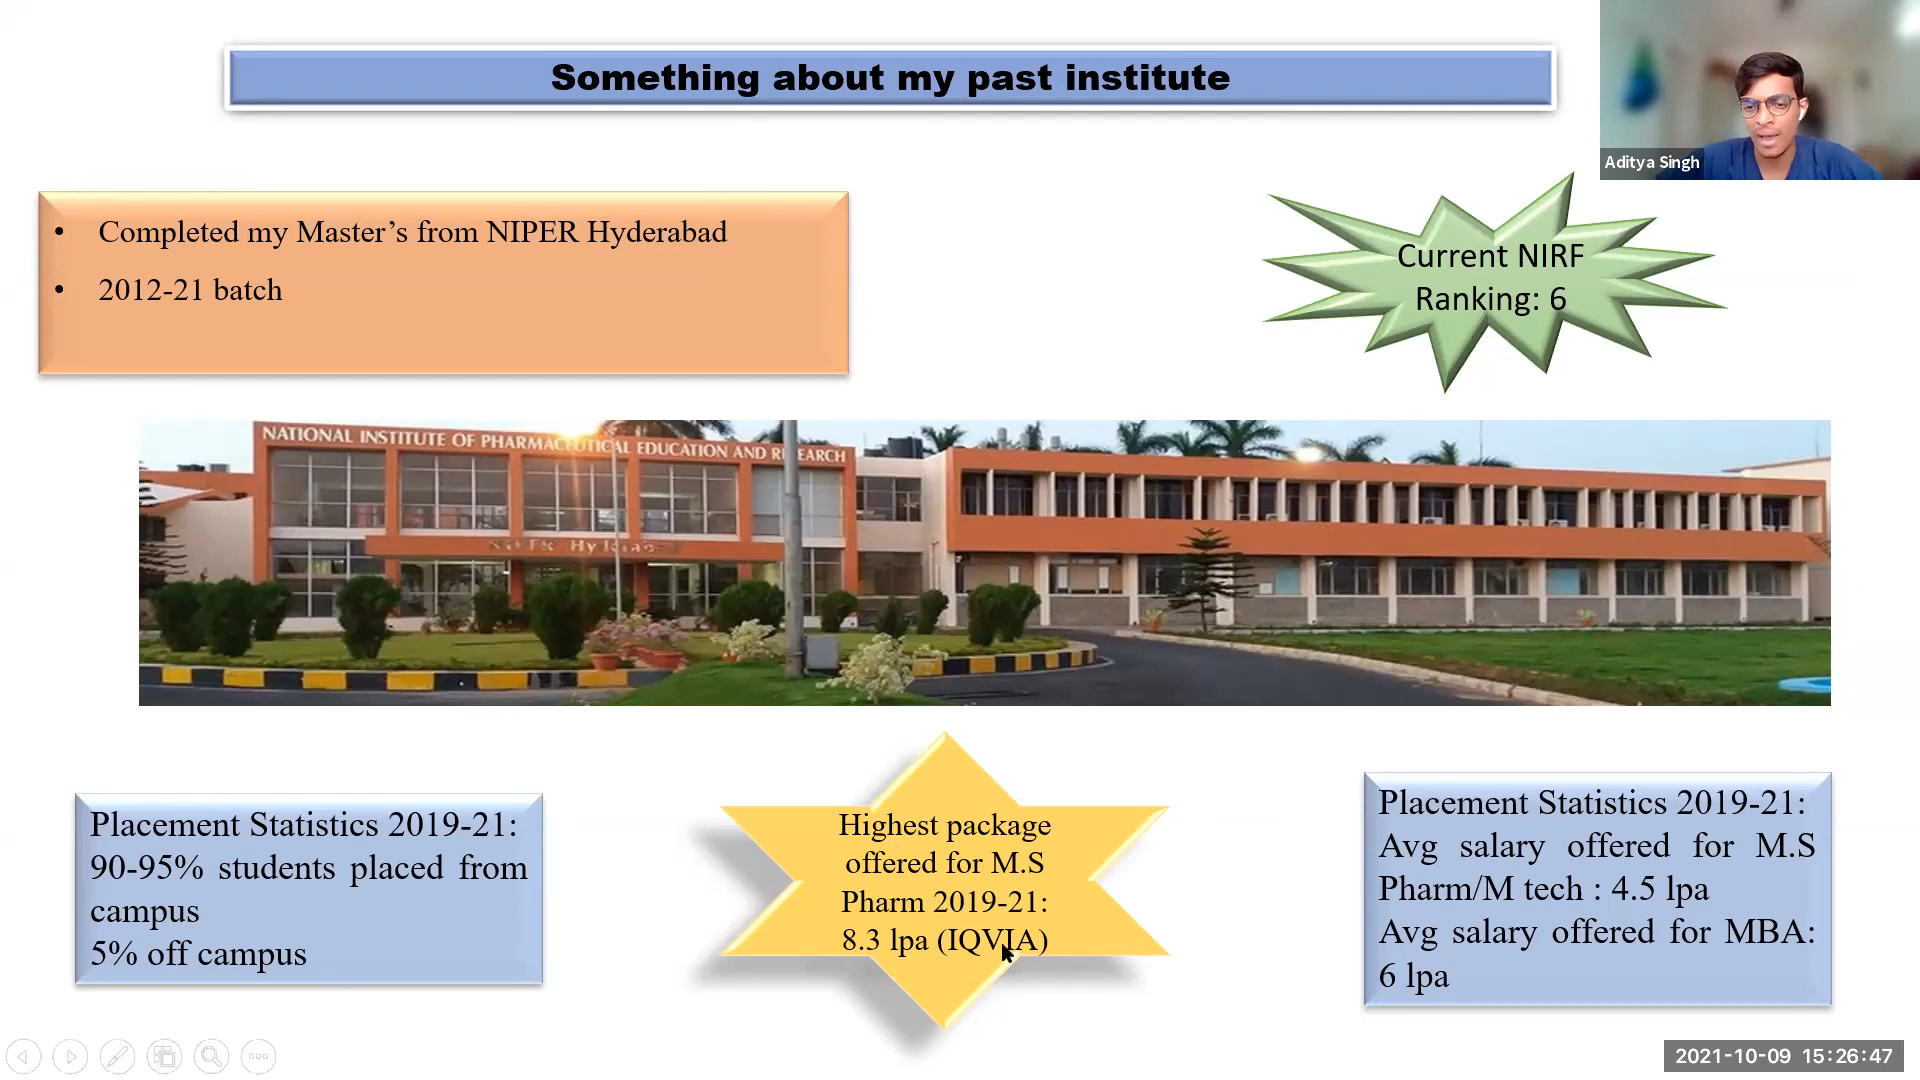 Something about my past institute
Aditya Singh
• Completed my Master’s from NIPER Hyderabad
• 2012-21 batch
Current NIRF
Ranking: 6
NATIONAL INSTITUTE OF PHARMACEUTICAL EDUCATION AND RESEARCH
NIPER Hyderabad
Placement Statistics 2019-21:
90-95% students placed from
campus
5% off campus
Highest package
offered for M.S
Pharm 2019-21:
8.3 lpa (IQVIA)
Placement Statistics 2019-21:
Avg salary offered for M.S
Pharm/M tech : 4.5 lpa
Avg salary offered for MBA:
6 lpa
2021-10-09 15:26:47